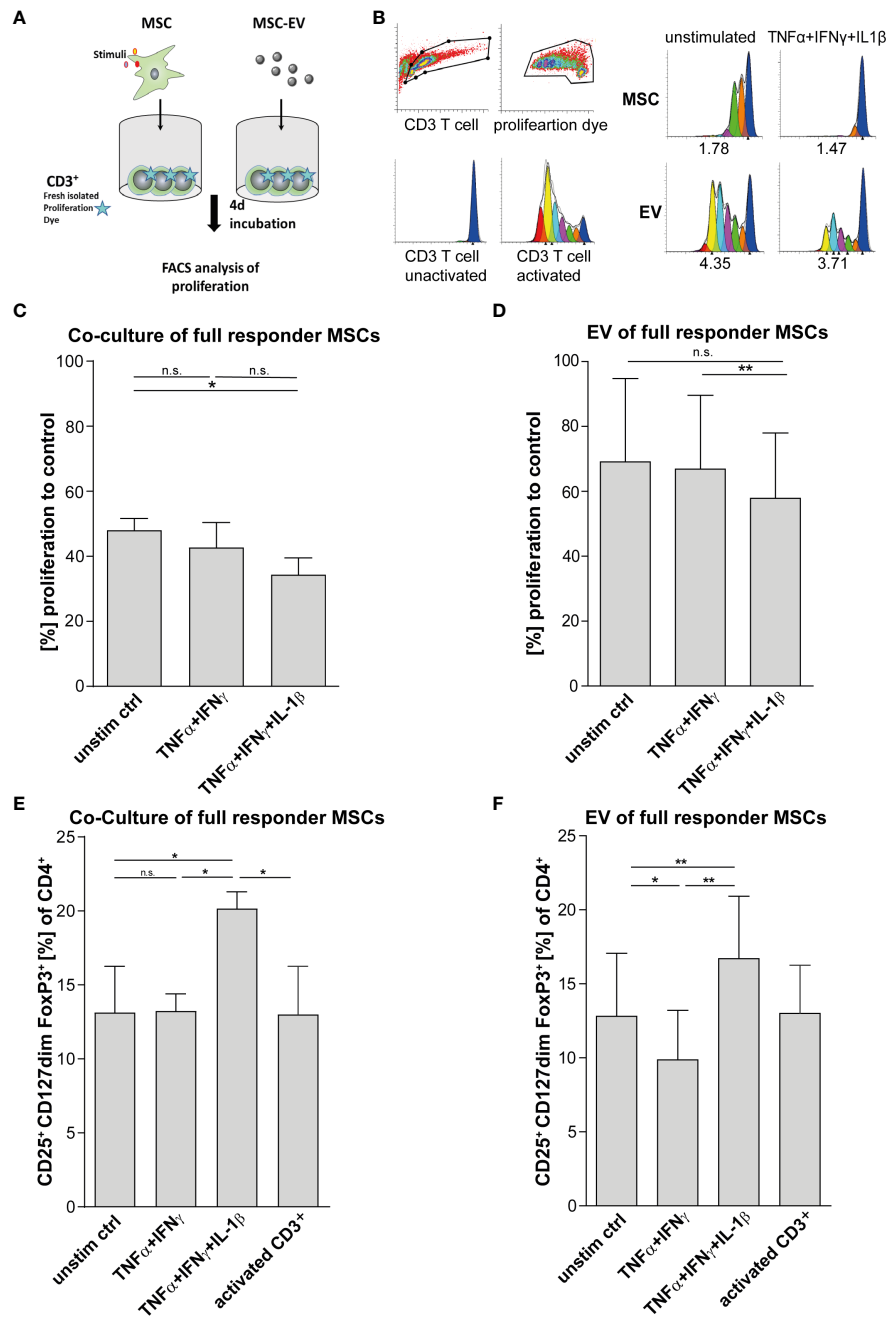 A
MSC
MSC-EV
Stimuli
CD3+
Fresh isolated
Proliferation
Dye
4d
incubation
FACS analysis of
proliferation
B
CD3 T cell
prolifeartion dye
CD3 T cell
unactivated
CD3 T cell
activated
unstimulated
TNFα+IFNγ+IL1β
MSC
1.78
1.47
EV
4.35
3.71
C
Co-culture of full responder MSCs
[%] proliferation to control
100
80
60
40
20
0
n.s.
n.s.
*
unstim ctrl
TNFα+IFNγ
TNFα+IFNγ+IL-1β
D
EV of full responder MSCs
[%] proliferation to control
100
80
60
40
20
0
n.s.
**
unstim ctrl
TNFα+IFNγ
TNFα+IFNγ+IL-1β
E
Co-Culture of full responder MSCs
CD25+ CD127dim FoxP3+ [%] of CD4+
25
20
15
10
5
0
*
n.s.
*
*
unstim ctrl
TNFα+IFNγ
TNFα+IFNγ+IL-1β
activated CD3+
F
EV of full responder MSCs
CD25+ CD127dim FoxP3+ [%] of CD4+
25
20
15
10
5
0
**
*
**
unstim ctrl
TNFα+IFNγ
TNFα+IFNγ+IL-1β
activated CD3+